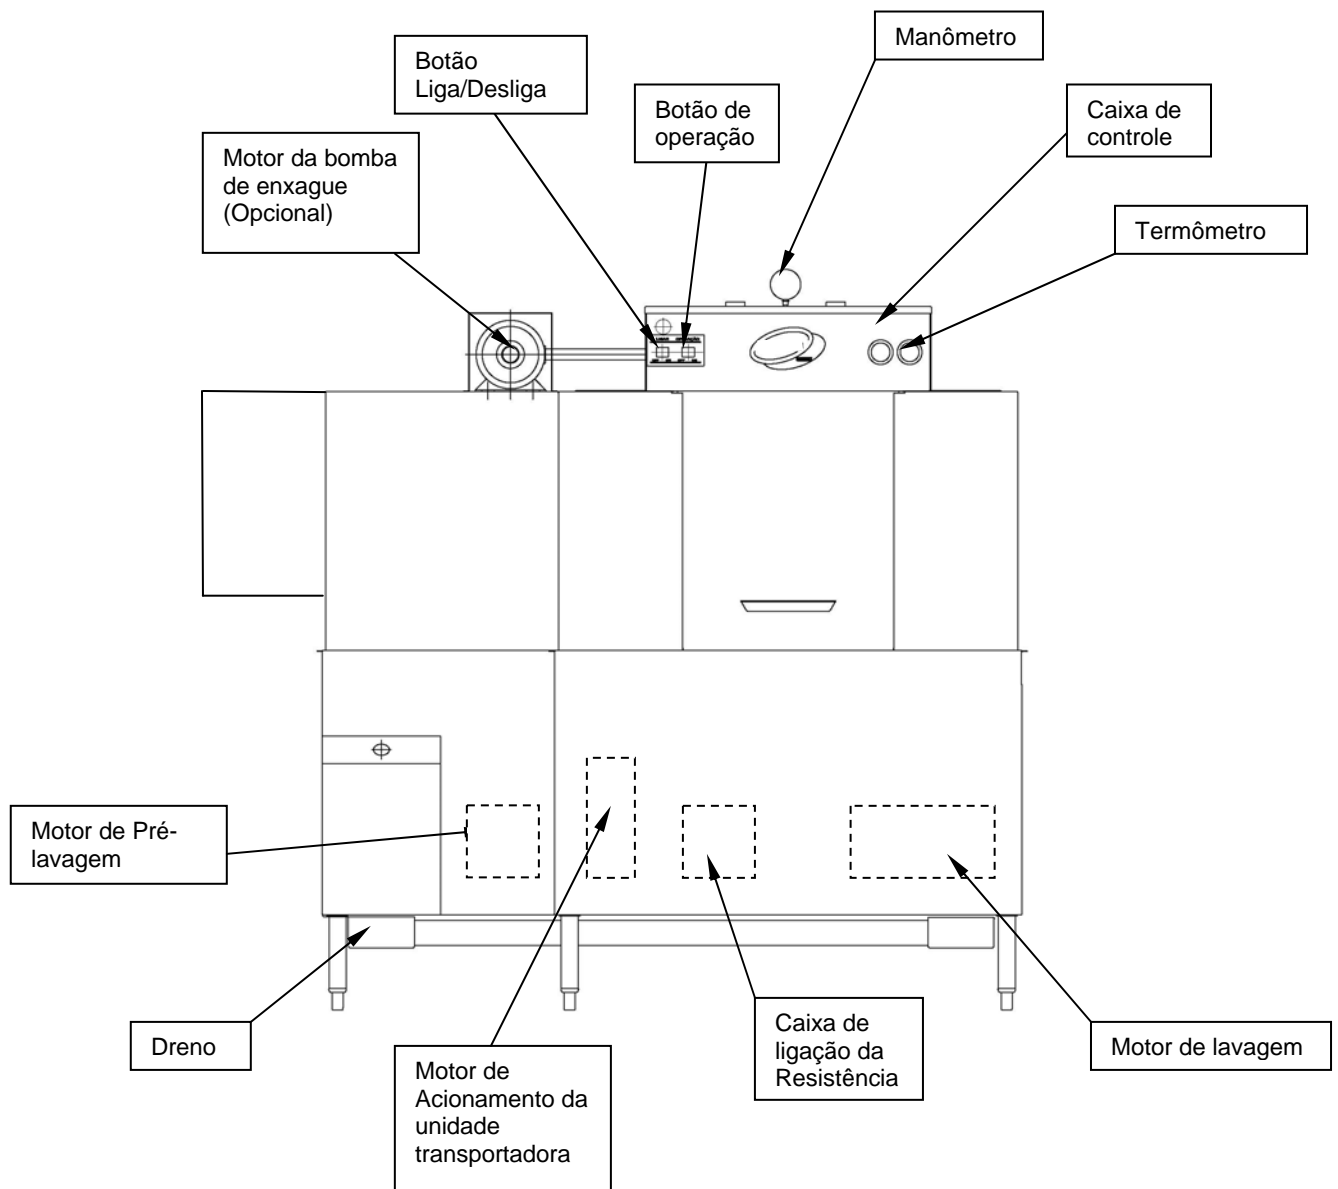 Manômetro
Botão
Liga/Desliga
Botão de
operação
Caixa de
controle
Motor da bomba
de enxague
(Opcional)
Termômetro
Motor de Pré-
lavagem
Dreno
Motor de
Acionamento da
unidade
transportadora
Caixa de
ligação da
Resistência
Motor de lavagem